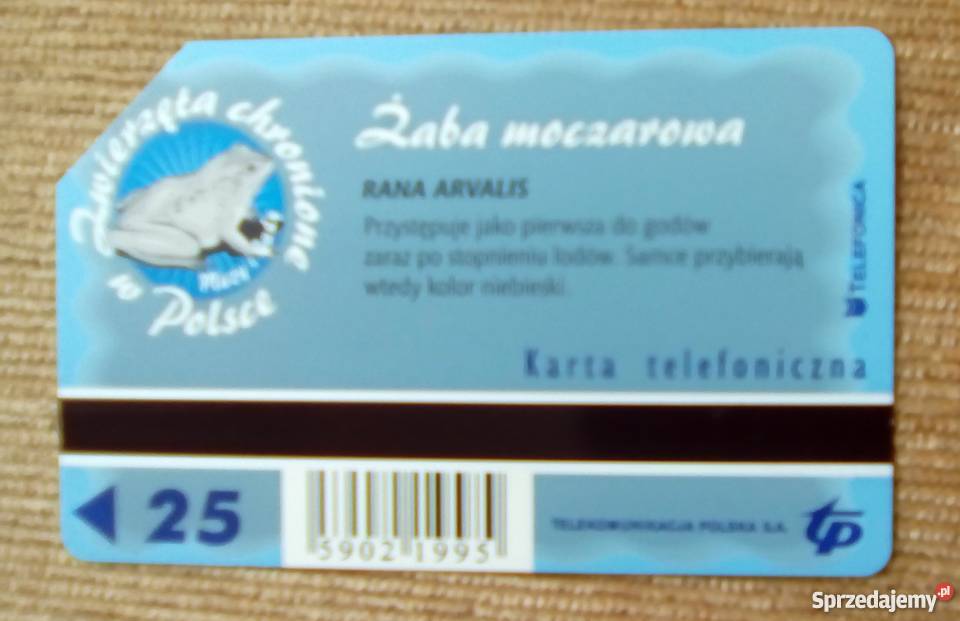 Zwierzęta chronione
w Polsce
Żaba moczarowa
RANA ARVALIS
Przystępuje jako pierwsza do godów
zaraz po stopnieniu lodów. Samce przybierają
wtedy kolor niebieski.
TELEFONICA
Karta telefoniczna
25
5902 1995
TELEKOMUNIKACJA POLSKA S.A.
tp
Sprzedajemy.pl